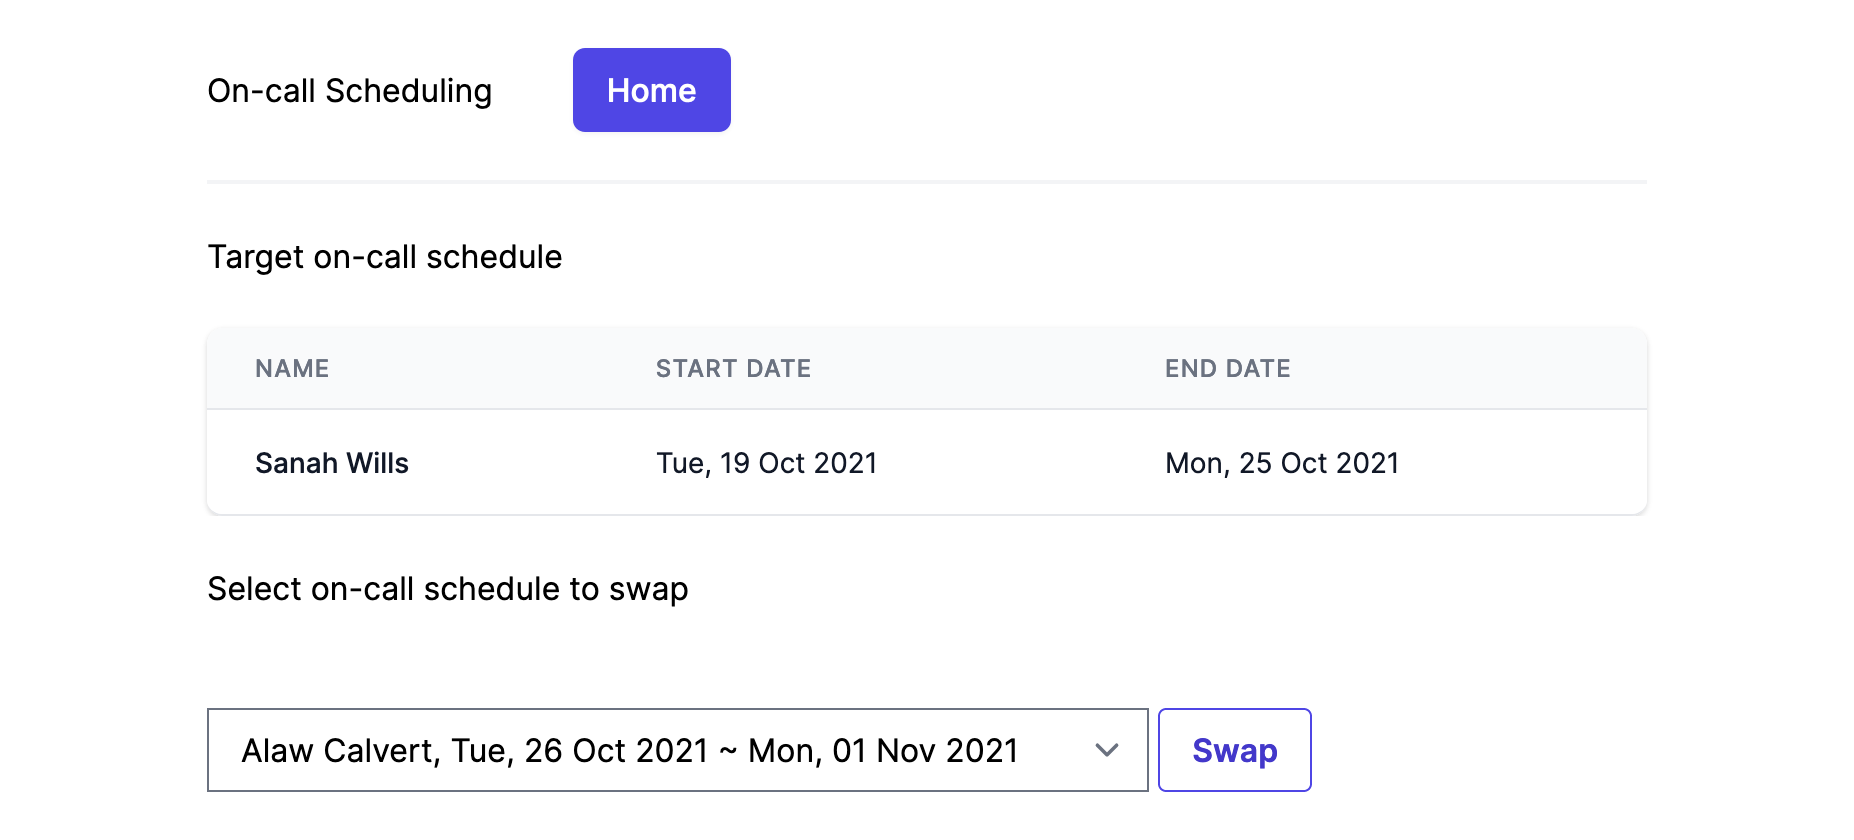 On-call Scheduling Home
Target on-call schedule
NAME START DATE END DATE
Sanah Wills Tue, 19 Oct 2021 Mon, 25 Oct 2021
Select on-call schedule to swap
Alaw Calvert, Tue, 26 Oct 2021 ~ Mon, 01 Nov 2021 Swap